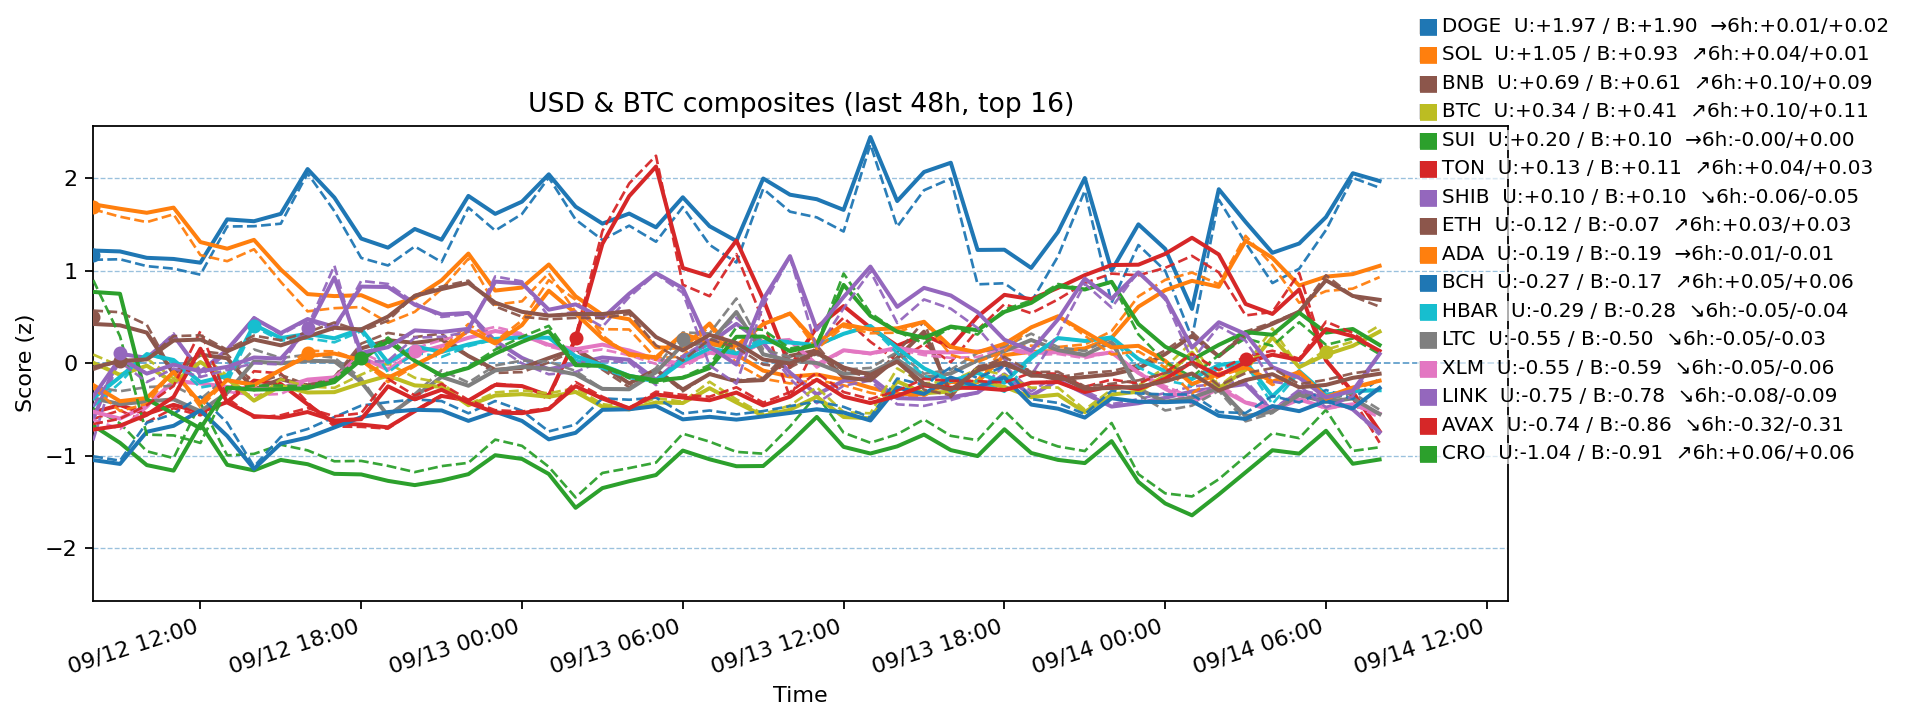 DOGE U:+1.97 / B:+1.90 →6h:+0.01/+0.02
SOL U:+1.05 / B:+0.93 ↗6h:+0.04/+0.01
BNB U:+0.69 / B:+0.61 ↗6h:+0.10/+0.09
BTC U:+0.34 / B:+0.41 ↗6h:+0.10/+0.11
SUI U:+0.20 / B:+0.10 →6h:-0.00/+0.00
TON U:+0.13 / B:+0.11 ↗6h:+0.04/+0.03
SHIB U:+0.10 / B:+0.10 ↘6h:-0.06/-0.05
ETH U:-0.12 / B:-0.07 ↗6h:+0.03/+0.03
ADA U:-0.19 / B:-0.19 →6h:-0.01/-0.01
BCH U:-0.27 / B:-0.17 ↗6h:+0.05/+0.06
HBAR U:-0.29 / B:-0.28 ↘6h:-0.05/-0.04
LTC U:-0.55 / B:-0.50 ↘6h:-0.05/-0.03
XLM U:-0.55 / B:-0.59 ↘6h:-0.05/-0.06
LINK U:-0.75 / B:-0.78 ↘6h:-0.08/-0.09
AVAX U:-0.74 / B:-0.86 ↘6h:-0.32/-0.31
CRO U:-1.04 / B:-0.91 ↗6h:+0.06/+0.06
USD & BTC composites (last 48h, top 16)
Score (z)
2
1
0
−1
−2
09/12 12:00
09/12 18:00
09/13 00:00
09/13 06:00
09/13 12:00
09/13 18:00
09/14 00:00
09/14 06:00
09/14 12:00
Time